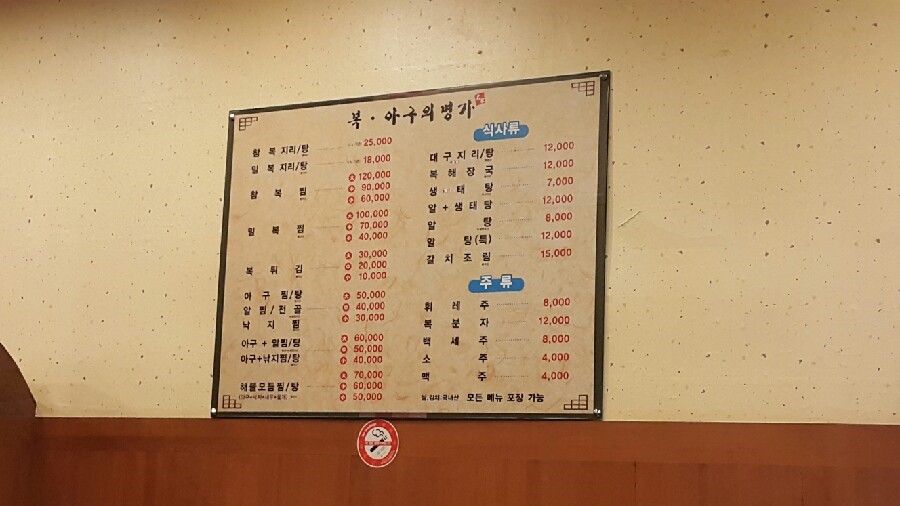 복 · 아구의 명가
참 복 지리/탕 25,000
밀 복 지리/탕 18,000
참 복 찜 대 120,000
중 90,000
소 60,000
밀 복 찜 대 100,000
중 70,000
소 40,000
복 튀 김 대 30,000
중 20,000
소 10,000
아 구 찜/탕 대 50,000
알 찜/전 골 중 40,000
낙 지 찜 소 30,000
아구 + 알찜/탕 대 60,000
중 50,000
아구+낙지찜/탕 소 40,000
대 70,000
해물모듬찜/탕 중 60,000
소 50,000
식사류
대 구 지 리/탕 12,000
복 해 장 국 12,000
생 태 탕 7,000
알 + 생 태 탕 12,000
알 탕 8,000
알 탕(특) 12,000
갈 치 조 림 15,000
주 류
휘 레 주 8,000
복 분 자 12,000
백 세 주 8,000
소 주 4,000
맥 주 4,000
쌀, 김치 : 국내산 모든 메뉴 포장 가능